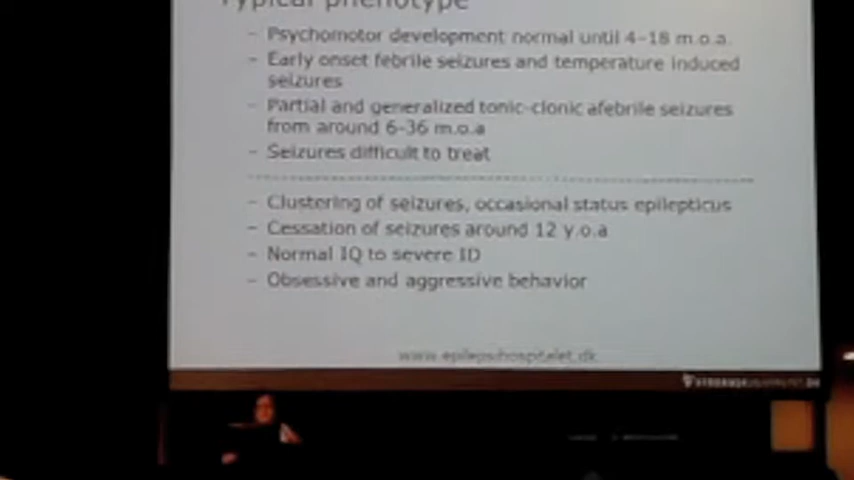 Typical phenotype
– Psychomotor development normal until 4–18 m.o.a.
– Early onset febrile seizures and temperature induced
seizures
– Partial and generalized tonic-clonic afebrile seizures
from around 6–36 m.o.a
– Seizures difficult to treat
– Clustering of seizures, occasional status epilepticus
– Cessation of seizures around 12 y.o.a
– Normal IQ to severe ID
– Obsessive and aggressive behavior
www.epilepsihospitalet.dk